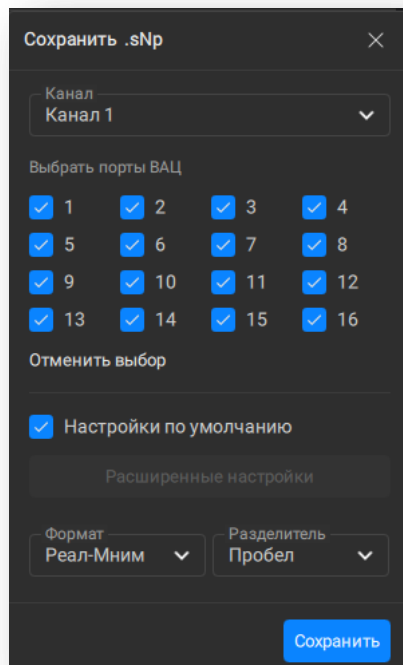 Сохранить .sNp
Канал
Канал 1
Выбрать порты ВАЦ
1 2 3 4
5 6 7 8
9 10 11 12
13 14 15 16
Отменить выбор
Настройки по умолчанию
Расширенные настройки
Формат Разделитель
Реал-Мним Пробел
Сохранить